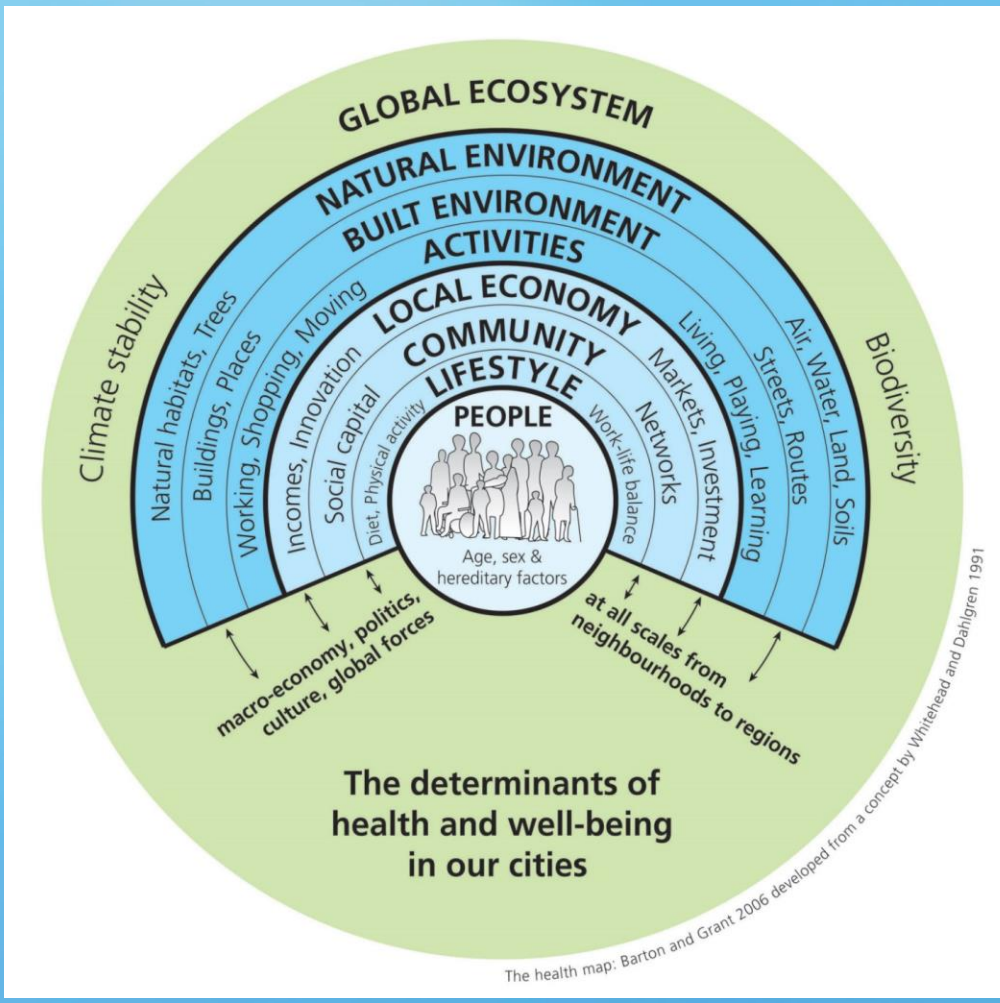 GLOBAL ECOSYSTEM
NATURAL ENVIRONMENT
BUILT ENVIRONMENT
ACTIVITIES
LOCAL ECONOMY
COMMUNITY
LIFESTYLE
PEOPLE
Age, sex &
hereditary factors
Climate stability
Natural habitats, Trees
Buildings, Places
Working, Shopping, Moving
Incomes, Innovation
Social capital
Diet, Physical activity
Work-life balance
Networks
Markets, Investment
Living, Playing, Learning
Streets, Routes
Air, Water, Land, Soils
Biodiversity
macro-economy, politics,
culture, global forces
at all scales from
neighbourhoods to regions
The determinants of
health and well-being
in our cities
The health map: Barton and Grant 2006 developed from a concept by Whitehead and Dahlgren 1991